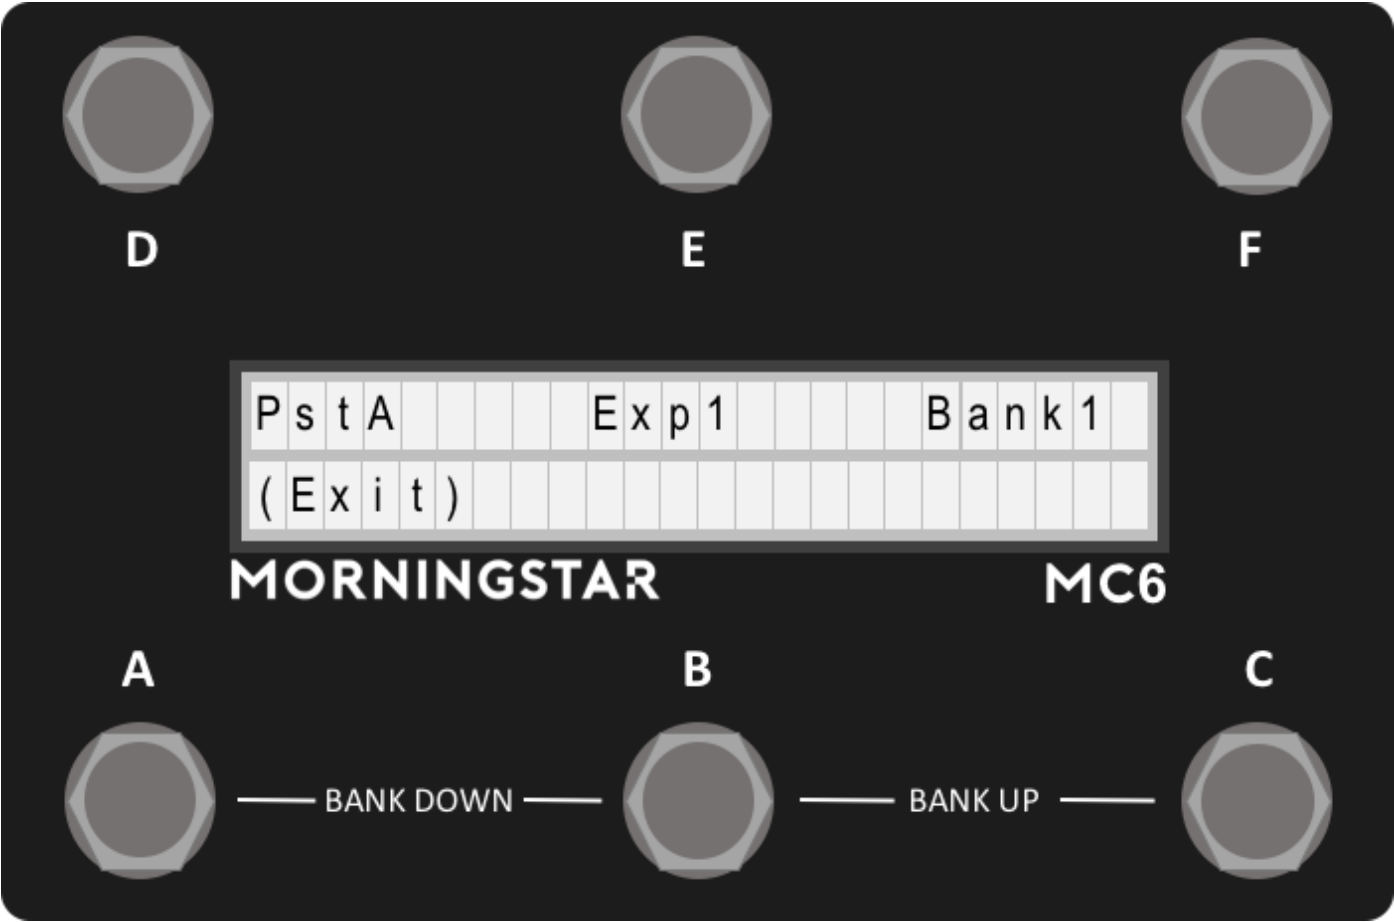 D E F
PstA Exp1 Bank1
(Exit)
MORNINGSTAR MC6
A B C
BANK DOWN BANK UP